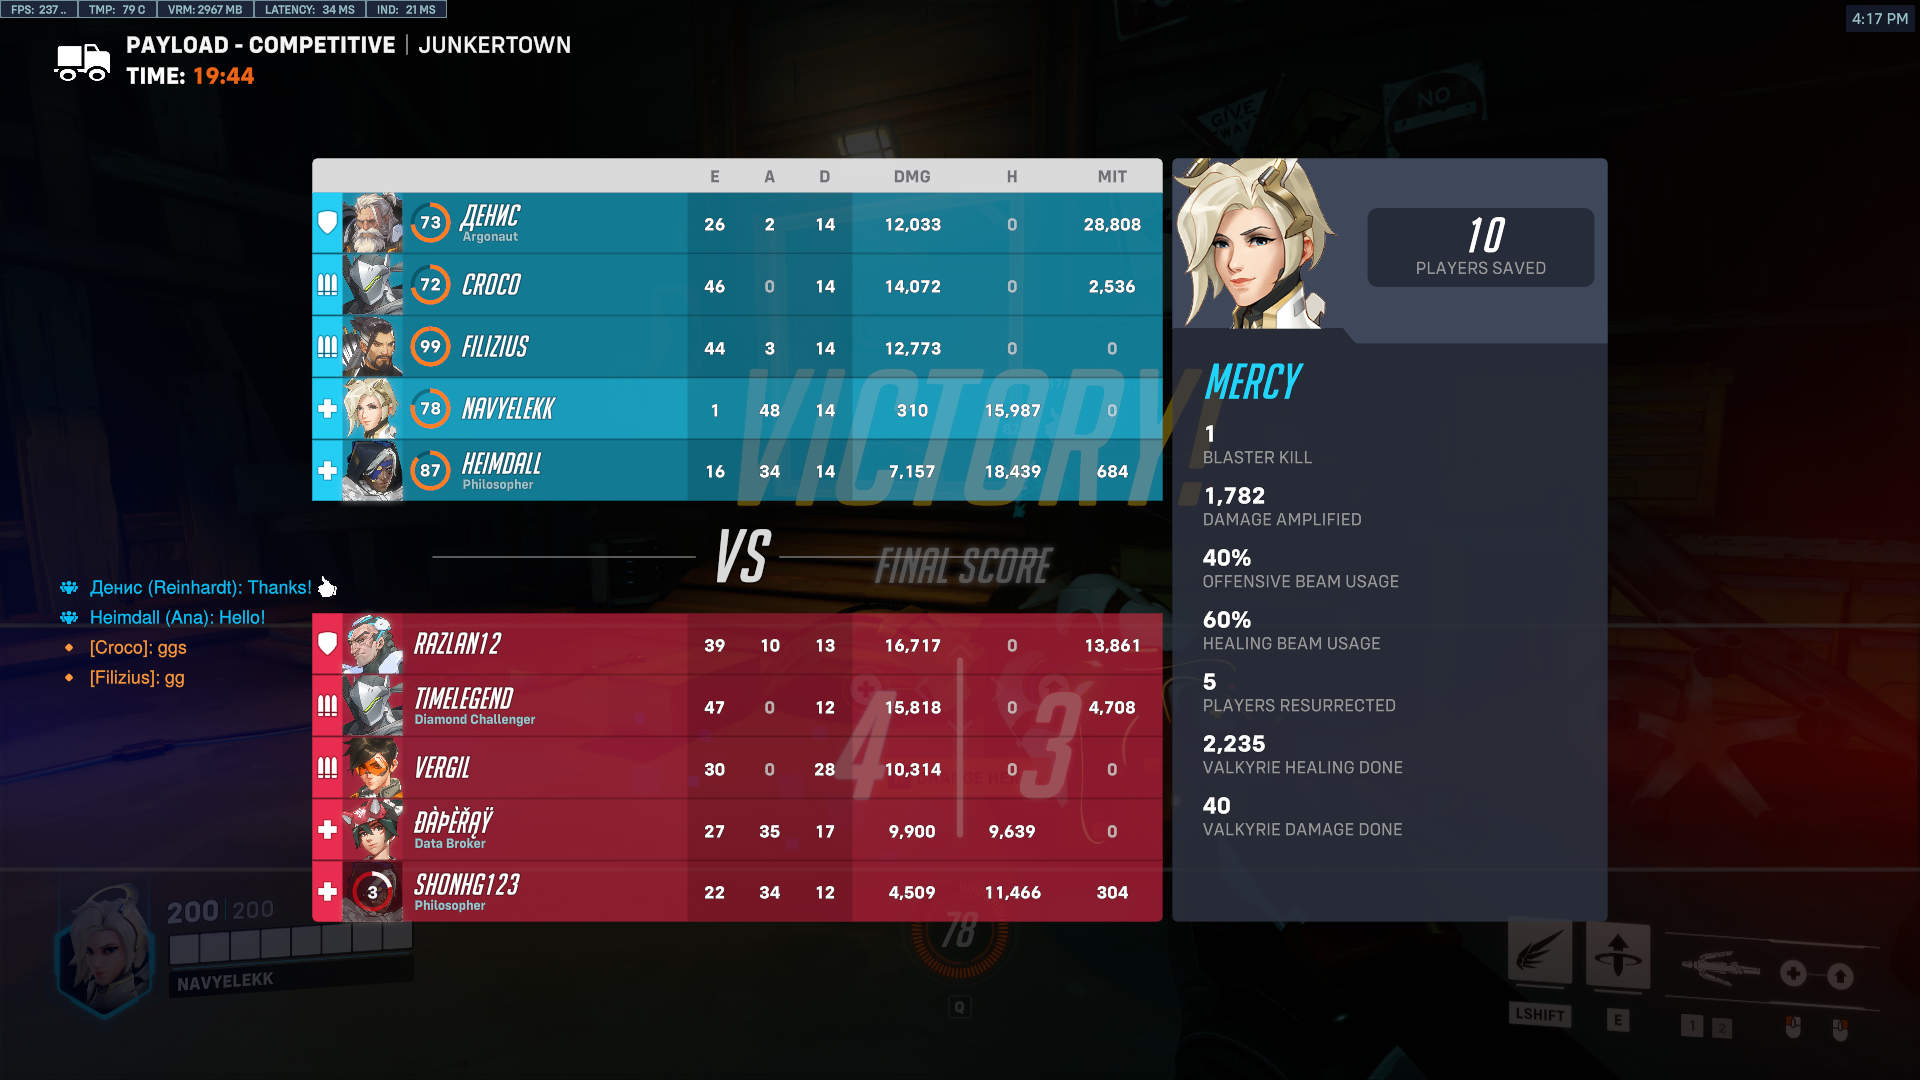 FPS: 237 .. TMP: 79 C VRM: 2967 MB LATENCY: 34 MS IND: 21 MS
4:17 PM
PAYLOAD - COMPETITIVE | JUNKERTOWN
TIME: 19:44
GIVE WAY
NO
E A D DMG H MIT
73 ДЕНИС 26 2 14 12,033 0 28,808
Argonaut
72 CROCO 46 0 14 14,072 0 2,536
99 FILIZIUS 44 3 14 12,773 0 0
78 NAVYELEKK 1 48 14 310 15,987 0
87 HEIMDALL 16 34 14 7,157 18,439 684
Philosopher
VICTORY!
VS
FINAL SCORE
4 3
RAZLAN12 39 10 13 16,717 0 13,861
TIMELEGEND 47 0 12 15,818 0 4,708
Diamond Challenger
VERGIL 30 0 28 10,314 0 0
ÐÀÞÈŘĄŸ 27 35 17 9,900 9,639 0
Data Broker
3 SHONHG123 22 34 12 4,509 11,466 304
Philosopher
10
PLAYERS SAVED
MERCY
1
BLASTER KILL
1,782
DAMAGE AMPLIFIED
40%
OFFENSIVE BEAM USAGE
60%
HEALING BEAM USAGE
5
PLAYERS RESURRECTED
2,235
VALKYRIE HEALING DONE
40
VALKYRIE DAMAGE DONE
Денис (Reinhardt): Thanks!
Heimdall (Ana): Hello!
[Croco]: ggs
[Filizius]: gg
200 | 200
NAVYELEKK
78
Q
LSHIFT E 1 2